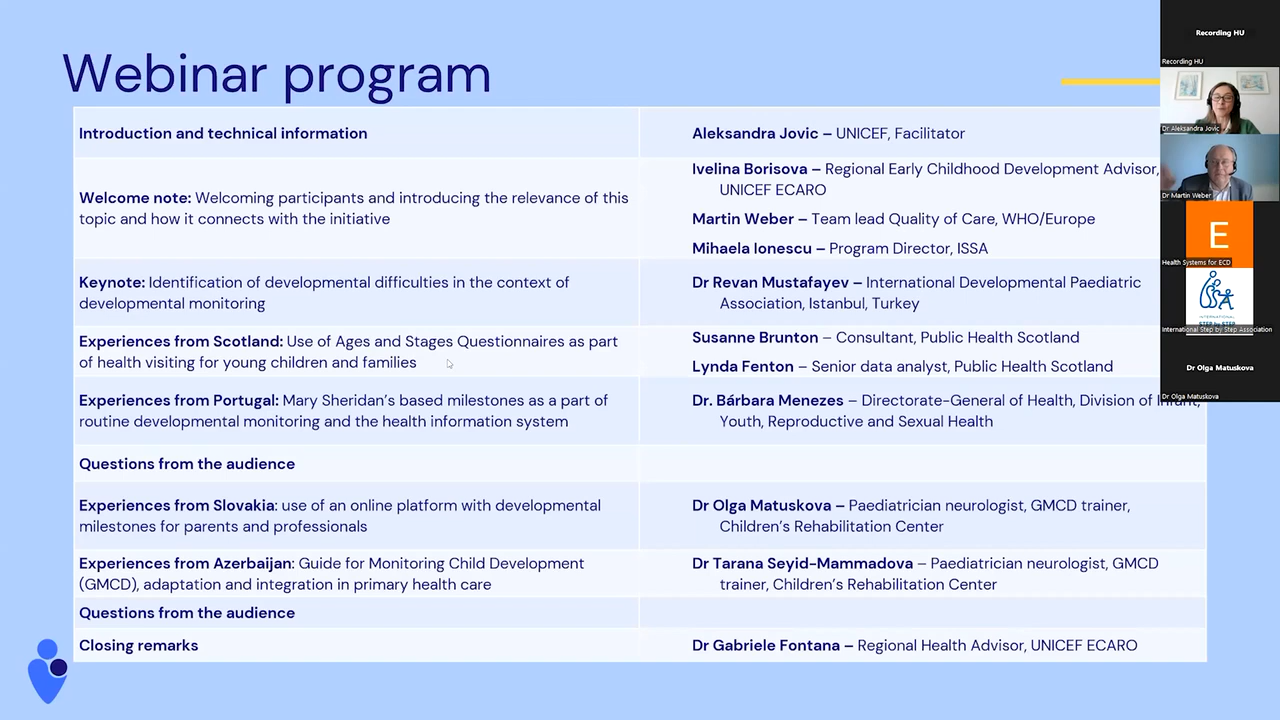 Webinar program
Introduction and technical information
Aleksandra Jovic – UNICEF, Facilitator
Welcome note: Welcoming participants and introducing the relevance of this
topic and how it connects with the initiative
Ivelina Borisova – Regional Early Childhood Development Advisor,
UNICEF ECARO
Martin Weber – Team lead Quality of Care, WHO/Europe
Mihaela Ionescu – Program Director, ISSA
Keynote: Identification of developmental difficulties in the context of
developmental monitoring
Dr Revan Mustafayev – International Developmental Paediatric
Association, Istanbul, Turkey
Experiences from Scotland: Use of Ages and Stages Questionnaires as part
of health visiting for young children and families
Susanne Brunton – Consultant, Public Health Scotland
Lynda Fenton – Senior data analyst, Public Health Scotland
Experiences from Portugal: Mary Sheridan’s based milestones as a part of
routine developmental monitoring and the health information system
Dr. Bárbara Menezes – Directorate-General of Health, Division of Infant,
Youth, Reproductive and Sexual Health
Questions from the audience
Experiences from Slovakia: use of an online platform with developmental
milestones for parents and professionals
Dr Olga Matuskova – Paediatrician neurologist, GMCD trainer,
Children’s Rehabilitation Center
Experiences from Azerbaijan: Guide for Monitoring Child Development
(GMCD), adaptation and integration in primary health care
Dr Tarana Seyid-Mammadova – Paediatrician neurologist, GMCD
trainer, Children’s Rehabilitation Center
Questions from the audience
Closing remarks
Dr Gabriele Fontana – Regional Health Advisor, UNICEF ECARO
Recording HU
Recording HU
Dr Aleksandra Jovic
Dr Martin Weber
E
Health Systems for ECD
INTERNATIONAL
International Step by Step Association
Dr Olga Matuskova
Dr Olga Matuskova